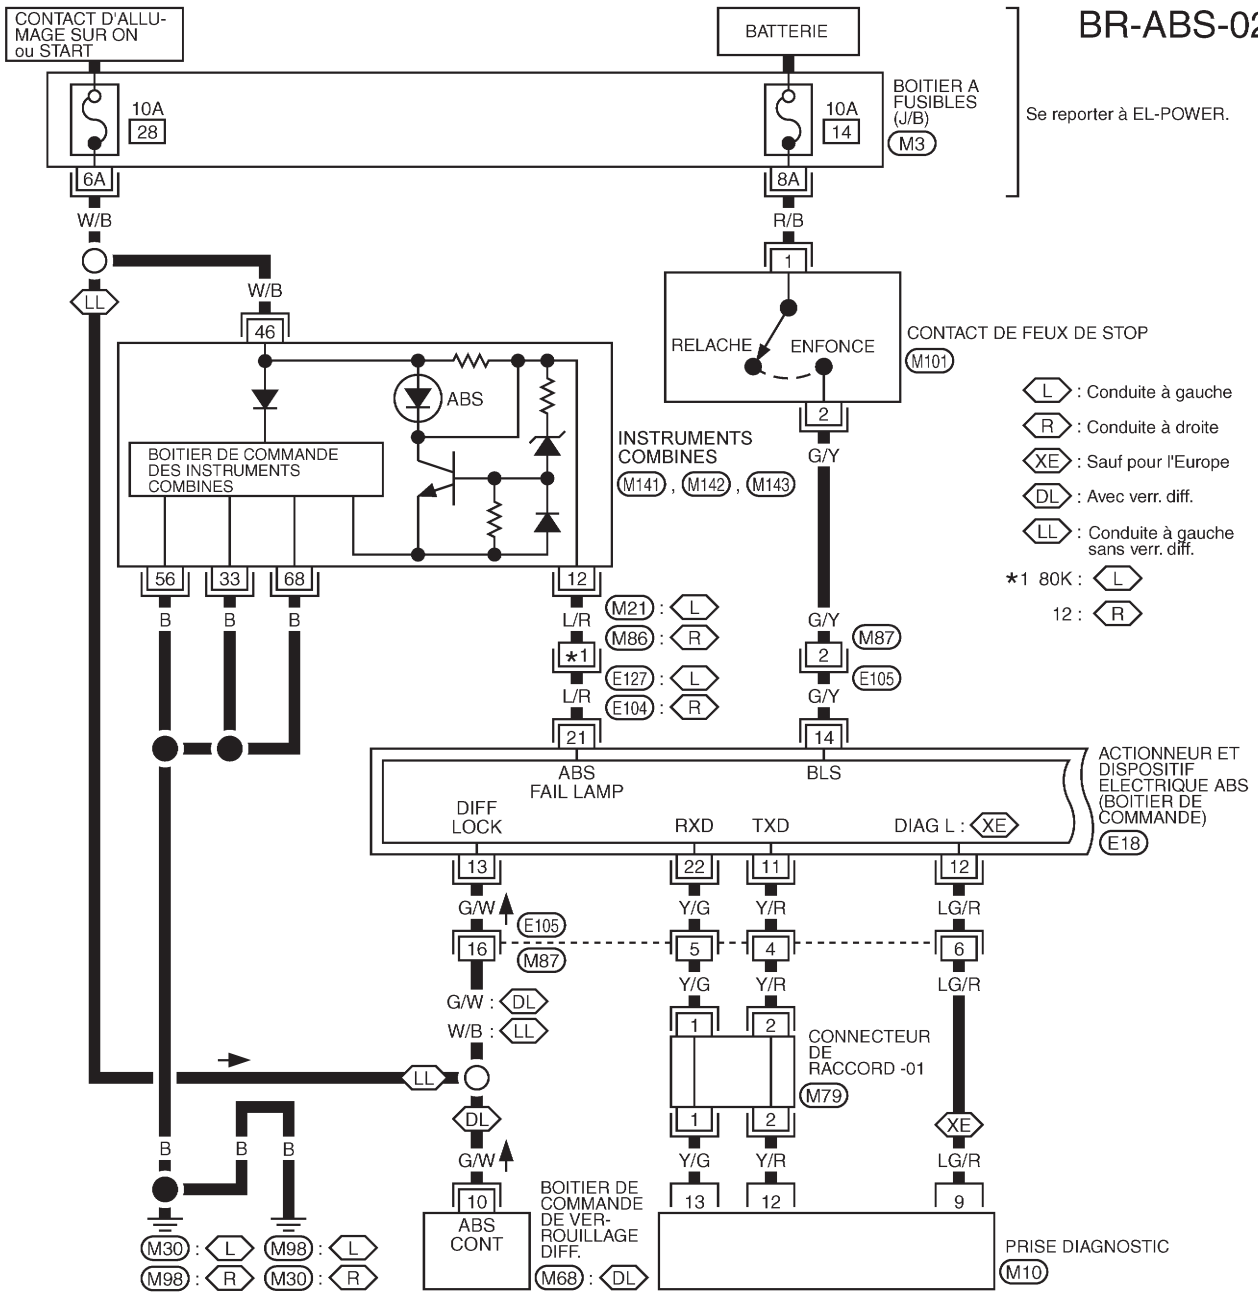 CONTACT D'ALLU-
MAGE SUR ON
ou START
BATTERIE
BR-ABS-02
10A
28
10A
14
BOITIER A
FUSIBLES
(J/B)
M3
Se reporter à EL-POWER.
6A
8A
W/B
R/B
1
LL
W/B
46
RELACHE
ENFONCE
CONTACT DE FEUX DE STOP
M101
2
ABS
BOITIER DE COMMANDE
DES INSTRUMENTS
COMBINES
INSTRUMENTS
COMBINES
M141 , M142 , M143
G/Y
L : Conduite à gauche
R : Conduite à droite
XE : Sauf pour l'Europe
DL : Avec verr. diff.
LL : Conduite à gauche
sans verr. diff.
*1 80K : L
12 : R
56
33
68
12
B
B
B
L/R
M21 : L
M86 : R
*1
E127 : L
E104 : R
L/R
G/Y
2
M87
E105
G/Y
21
14
ABS
FAIL LAMP
BLS
DIFF
LOCK
RXD
TXD
DIAG L : XE
ACTIONNEUR ET
DISPOSITIF
ELECTRIQUE ABS
(BOITIER DE
COMMANDE)
E18
13
22
11
12
G/W
Y/G
Y/R
LG/R
E105
16
5
4
6
M87
Y/G
Y/R
LG/R
G/W : DL
W/B : LL
1
2
CONNECTEUR
DE
RACCORD -01
M79
LL
1
2
DL
XE
B
B
B
G/W
Y/G
Y/R
LG/R
10
13
12
9
ABS
CONT
BOITIER DE
COMMANDE
DE VER-
ROUILLAGE
DIFF.
M68 : DL
PRISE DIAGNOSTIC
M10
M30 : L
M98 : L
M98 : R
M30 : R